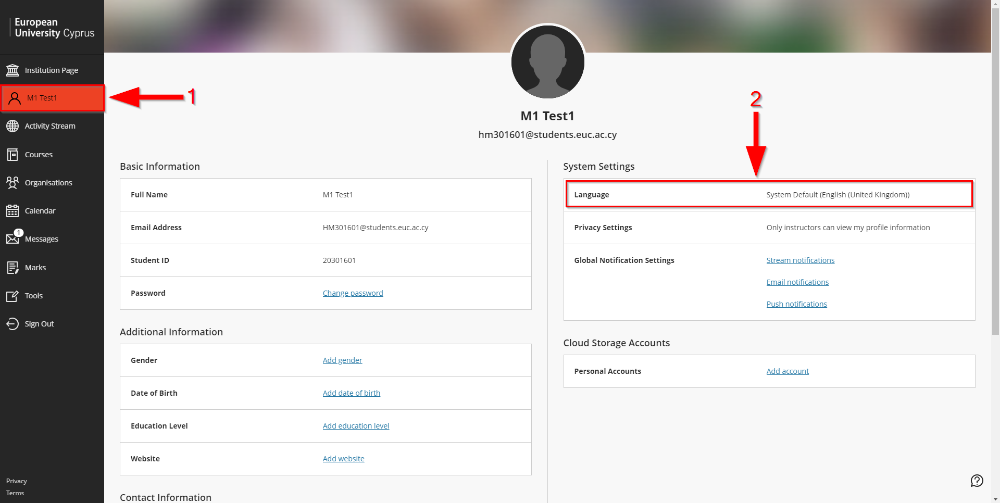 European
University Cyprus
Institution Page
M1 Test1
Activity Stream
Courses
Organisations
Calendar
1
Messages
Marks
Tools
Sign Out
Privacy
Terms
1
M1 Test1
hm301601@students.euc.ac.cy
Basic Information
Full Name M1 Test1
Email Address HM301601@students.euc.ac.cy
Student ID 20301601
Password Change password
Additional Information
Gender Add gender
Date of Birth Add date of birth
Education Level Add education level
Website Add website
Contact Information
2
System Settings
Language System Default (English (United Kingdom))
Privacy Settings Only instructors can view my profile information
Global Notification Settings Stream notifications
Email notifications
Push notifications
Cloud Storage Accounts
Personal Accounts Add account
?